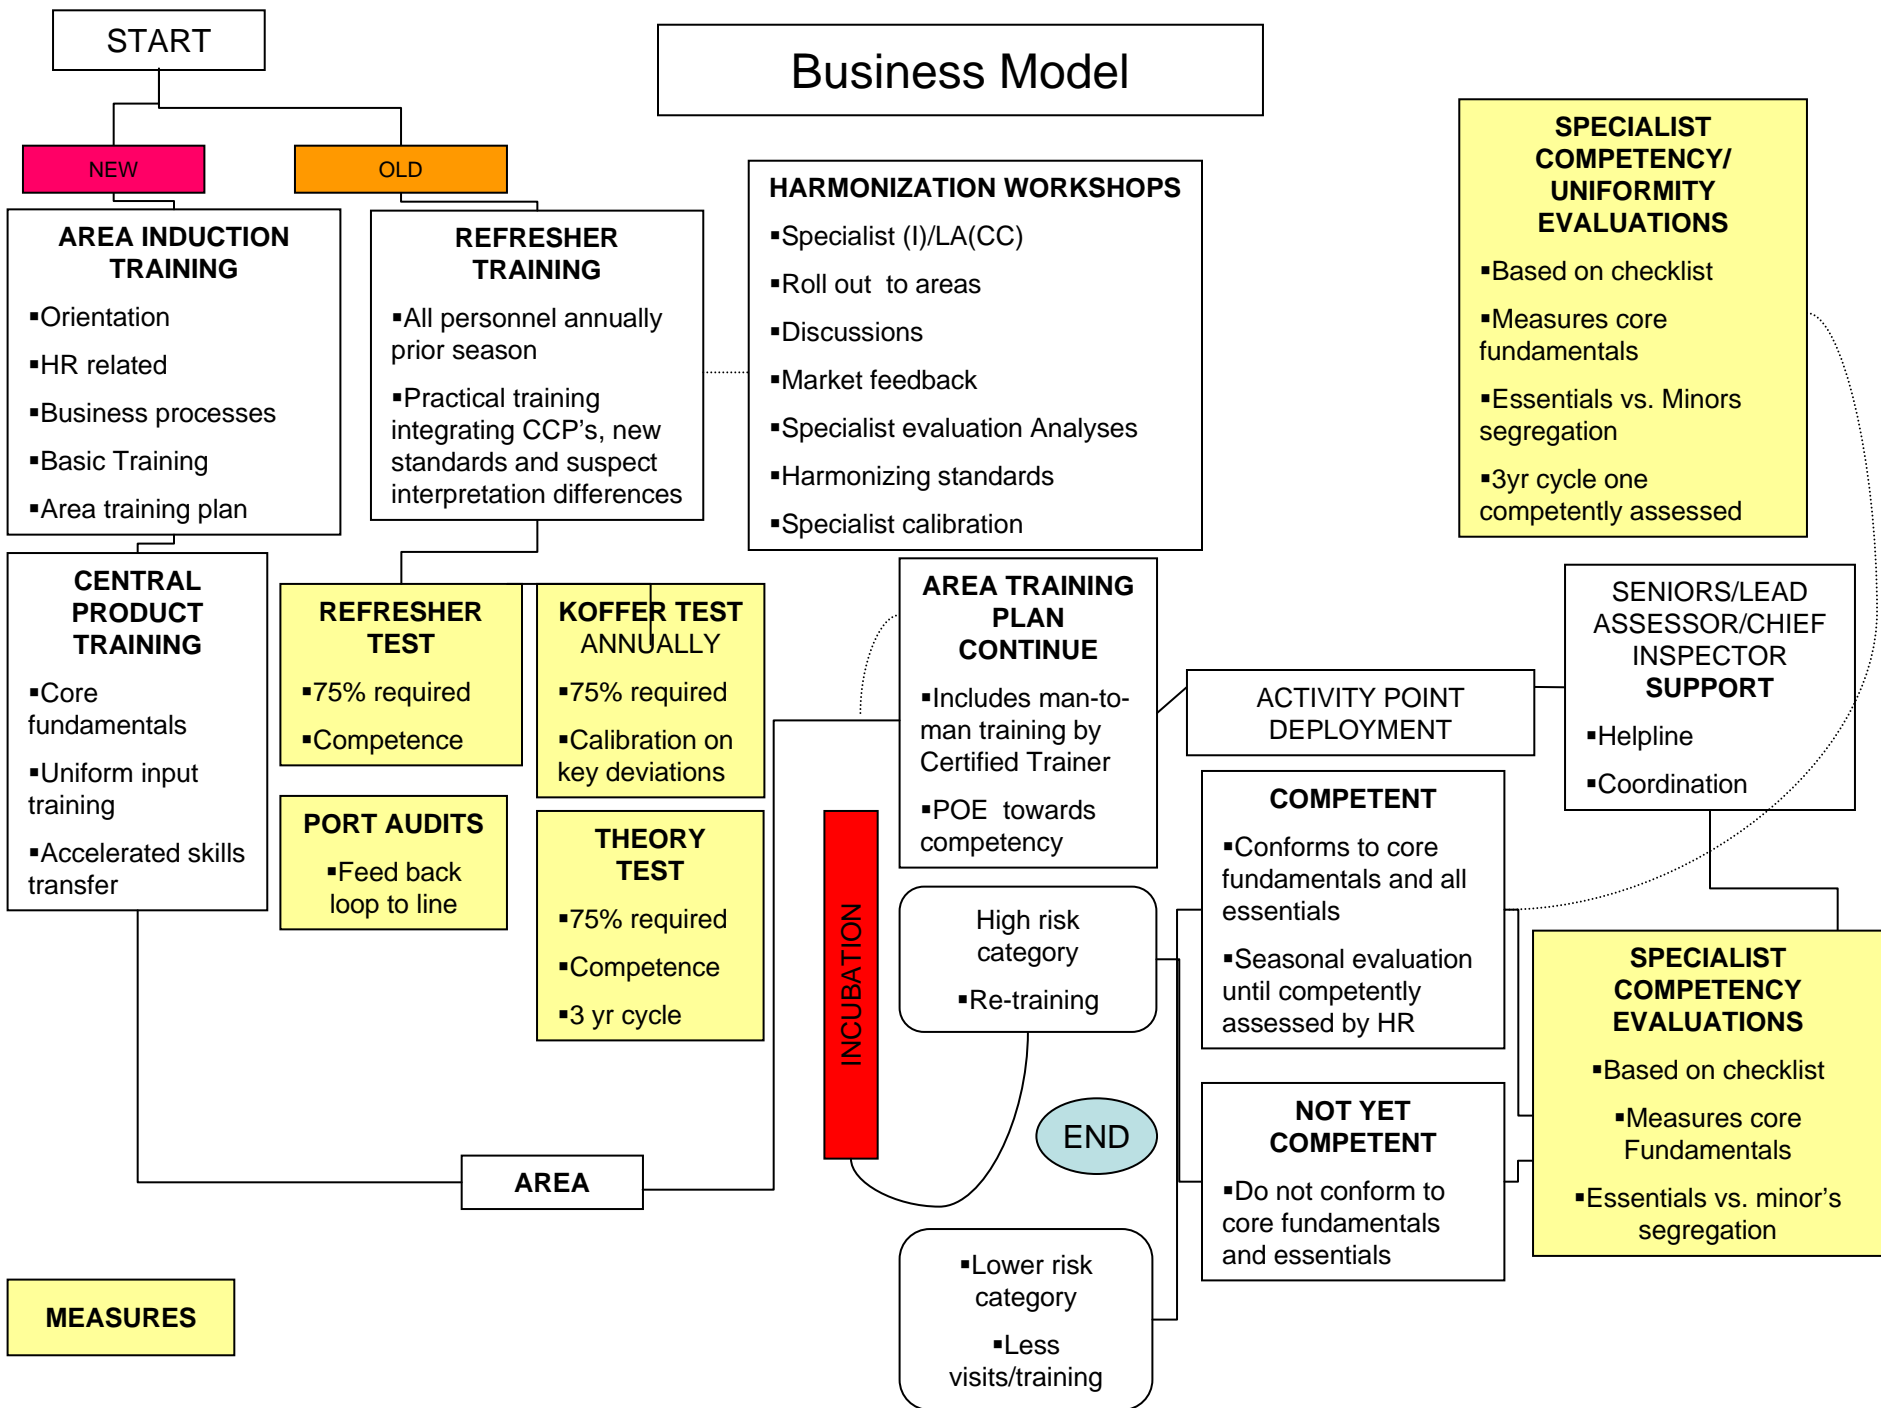 START
Business Model
NEW
OLD
AREA INDUCTION
TRAINING
▪Orientation
▪HR related
▪Business processes
▪Basic Training
▪Area training plan
REFRESHER
TRAINING
▪All personnel annually
prior season
▪Practical training
integrating CCP's, new
standards and suspect
interpretation differences
HARMONIZATION WORKSHOPS
▪Specialist (I)/LA(CC)
▪Roll out to areas
▪Discussions
▪Market feedback
▪Specialist evaluation Analyses
▪Harmonizing standards
▪Specialist calibration
SPECIALIST
COMPETENCY/
UNIFORMITY
EVALUATIONS
▪Based on checklist
▪Measures core
fundamentals
▪Essentials vs. Minors
segregation
▪3yr cycle one
competently assessed
CENTRAL
PRODUCT
TRAINING
▪Core
fundamentals
▪Uniform input
training
▪Accelerated skills
transfer
REFRESHER
TEST
▪75% required
▪Competence
KOFFER TEST
ANNUALLY
▪75% required
▪Calibration on
key deviations
PORT AUDITS
▪Feed back
loop to line
THEORY
TEST
▪75% required
▪Competence
▪3 yr cycle
AREA TRAINING
PLAN
CONTINUE
▪Includes man-to-
man training by
Certified Trainer
▪POE towards
competency
ACTIVITY POINT
DEPLOYMENT
SENIORS/LEAD
ASSESSOR/CHIEF
INSPECTOR
SUPPORT
▪Helpline
▪Coordination
INCUBATION
High risk
category
▪Re-training
COMPETENT
▪Conforms to core
fundamentals and all
essentials
▪Seasonal evaluation
until competently
assessed by HR
END
NOT YET
COMPETENT
▪Do not conform to
core fundamentals
and essentials
SPECIALIST
COMPETENCY
EVALUATIONS
▪Based on checklist
▪Measures core
Fundamentals
▪Essentials vs. minor's
segregation
AREA
▪Lower risk
category
▪Less
visits/training
MEASURES